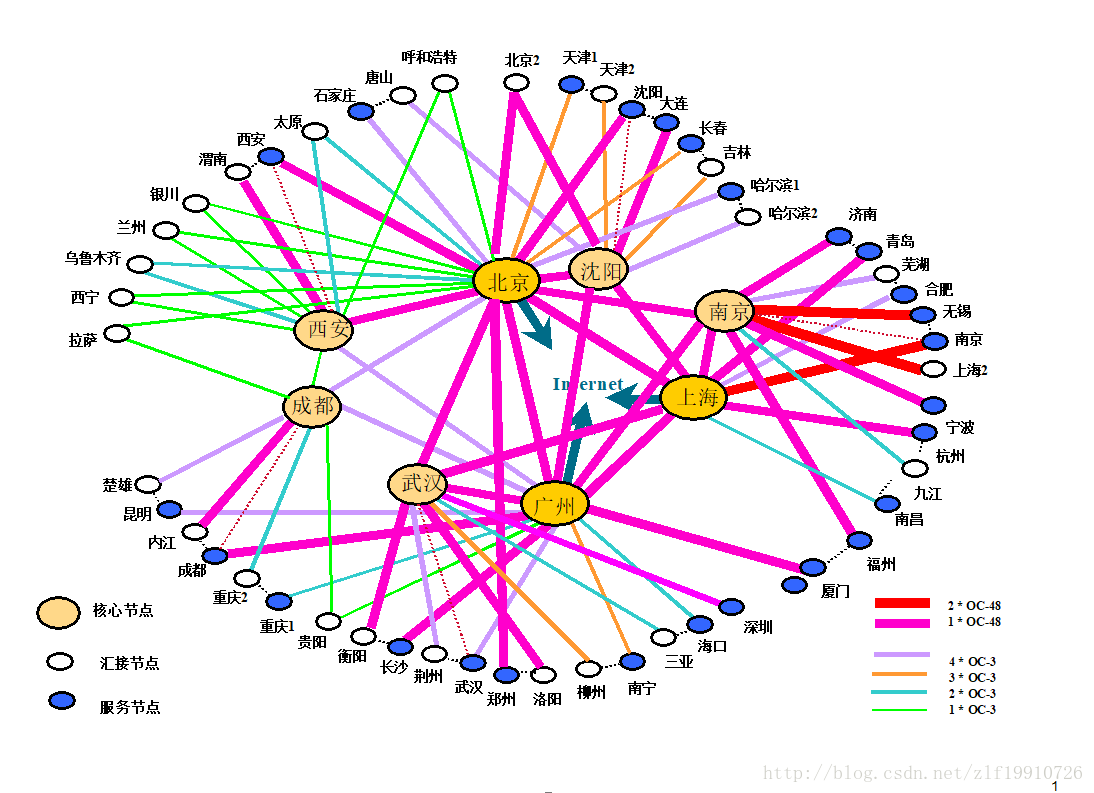 呼和浩特
北京2
天津1
天津2
唐山
石家庄
沈阳
大连
太原
长春
西安
吉林
渭南
哈尔滨1
银川
哈尔滨2
济南
兰州
青岛
乌鲁木齐
芜湖
北京
沈阳
合肥
西宁
南京
无锡
西安
拉萨
南京
上海2
Internet
成都
上海
宁波
杭州
楚雄
武汉
广州
九江
昆明
南昌
内江
成都
福州
重庆2
厦门
核心节点
重庆1
2 * OC-48
贵阳
深圳
1 * OC-48
衡阳
海口
汇接节点
长沙
三亚
4 * OC-3
荆州
3 * OC-3
武汉
郑州
洛阳
柳州
南宁
2 * OC-3
服务节点
1 * OC-3
http://blog.csdn.net/zlf19910726
1